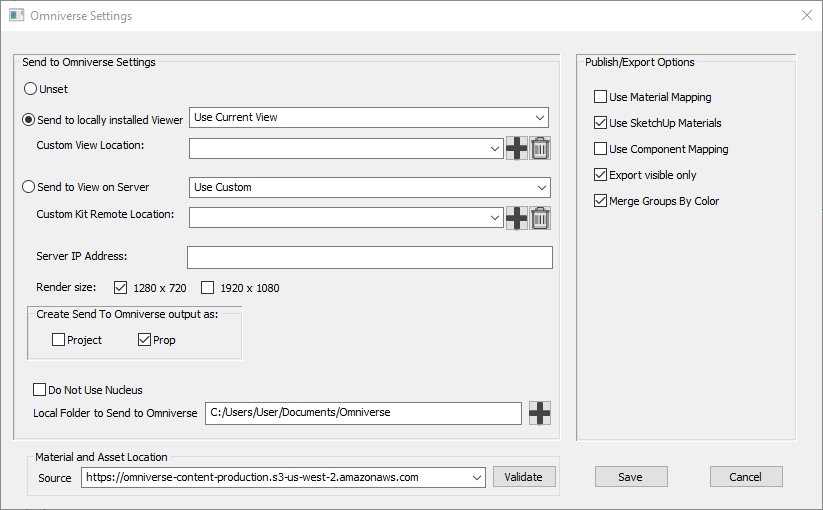 Omniverse Settings
Send to Omniverse Settings
Unset
Send to locally installed Viewer
Use Current View
Custom View Location:
Send to View on Server
Use Custom
Custom Kit Remote Location:
Server IP Address:
Render size:
1280 x 720
1920 x 1080
Create Send To Omniverse output as:
Project
Prop
Do Not Use Nucleus
Local Folder to Send to Omniverse
C:/Users/User/Documents/Omniverse
Publish/Export Options
Use Material Mapping
Use SketchUp Materials
Use Component Mapping
Export visible only
Merge Groups By Color
Material and Asset Location
Source
https://omniverse-content-production.s3-us-west-2.amazonaws.com
Validate
Save
Cancel